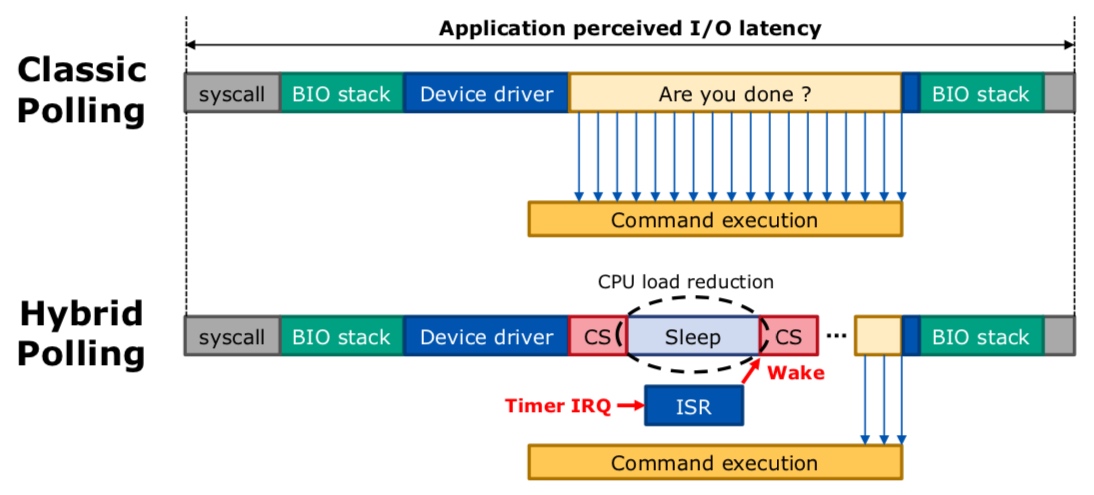 Application perceived I/O latency
Classic
Polling
syscall
BIO stack
Device driver
Are you done ?
BIO stack
Command execution
CPU load reduction
Hybrid
Polling
syscall
BIO stack
Device driver
CS
Sleep
CS
...
BIO stack
Wake
Timer IRQ
ISR
Command execution